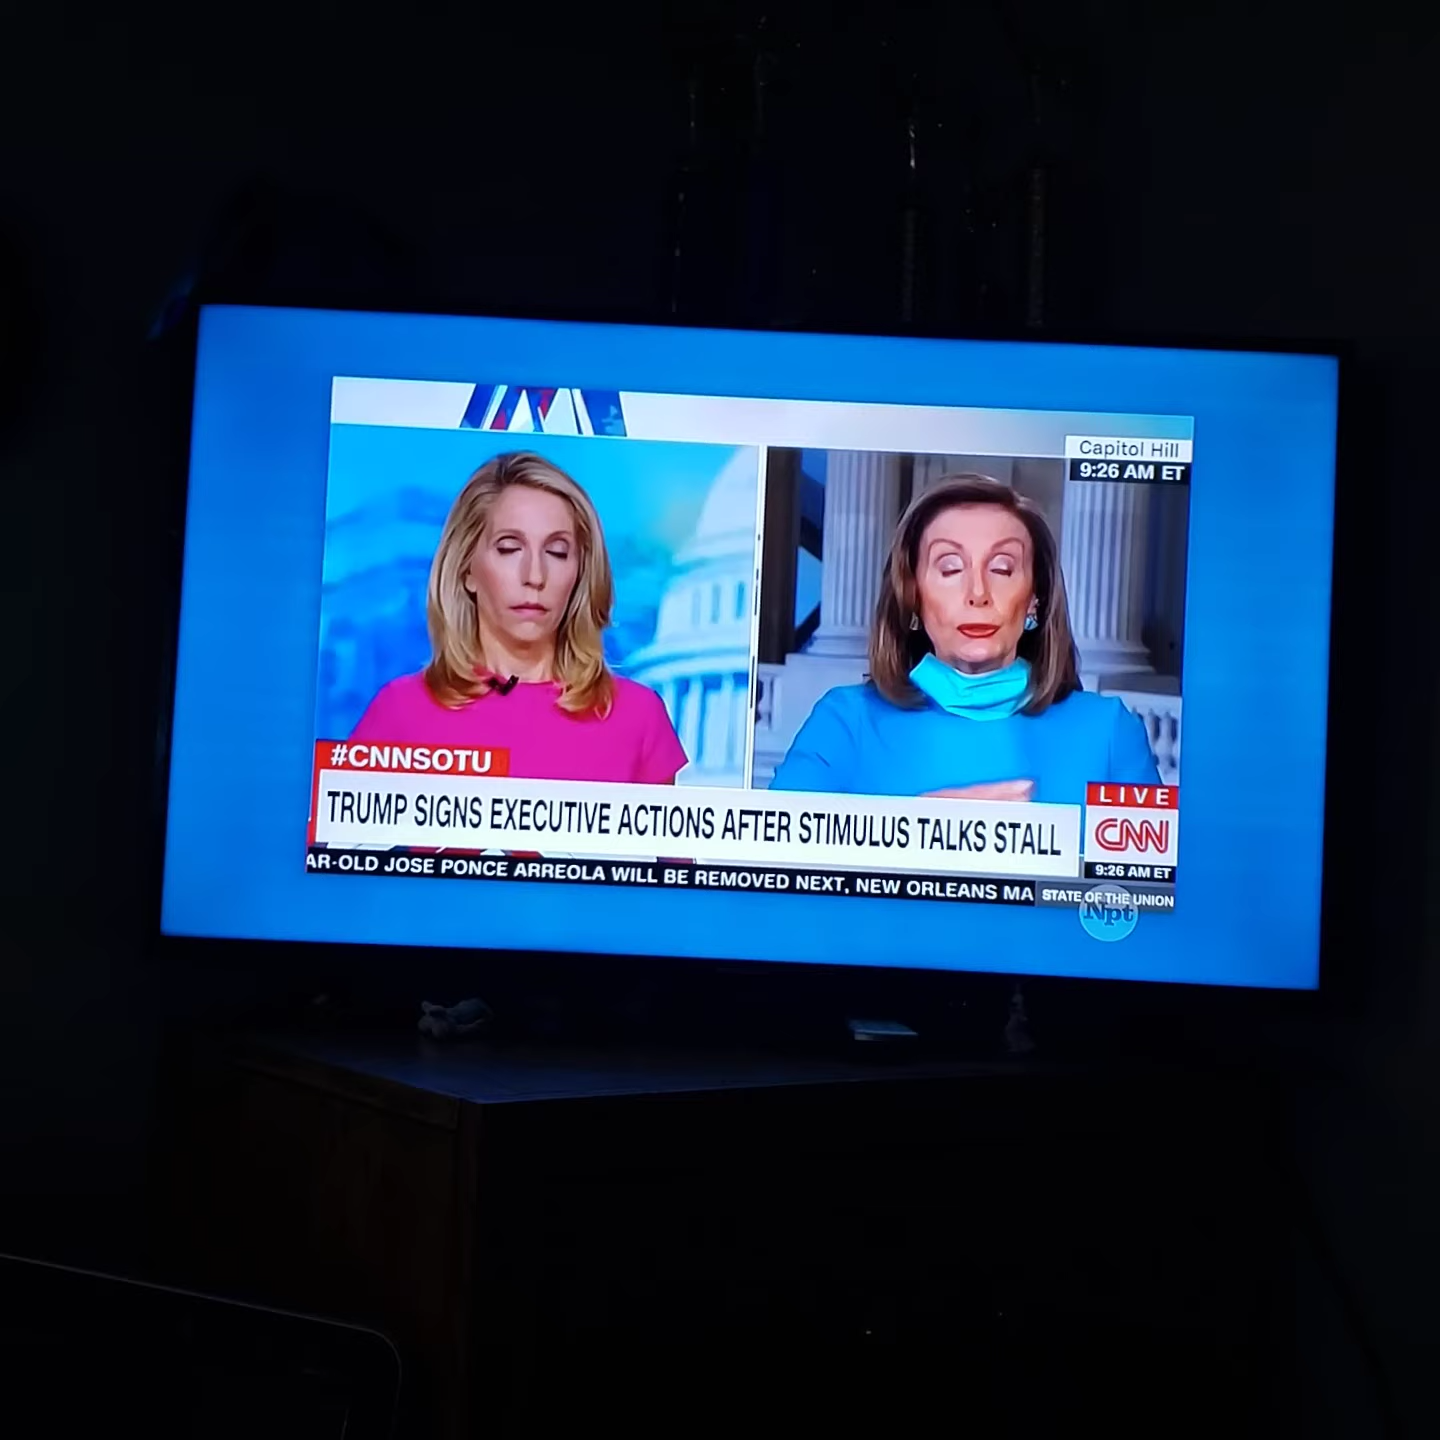 Capitol Hill
9:26 AM ET
#CNNSOTU
TRUMP SIGNS EXECUTIVE ACTIONS AFTER STIMULUS TALKS STALL
LIVE
CNN
9:26 AM ET
AR-OLD JOSE PONCE ARREOLA WILL BE REMOVED NEXT, NEW ORLEANS MA
STATE OF THE UNION
Npt